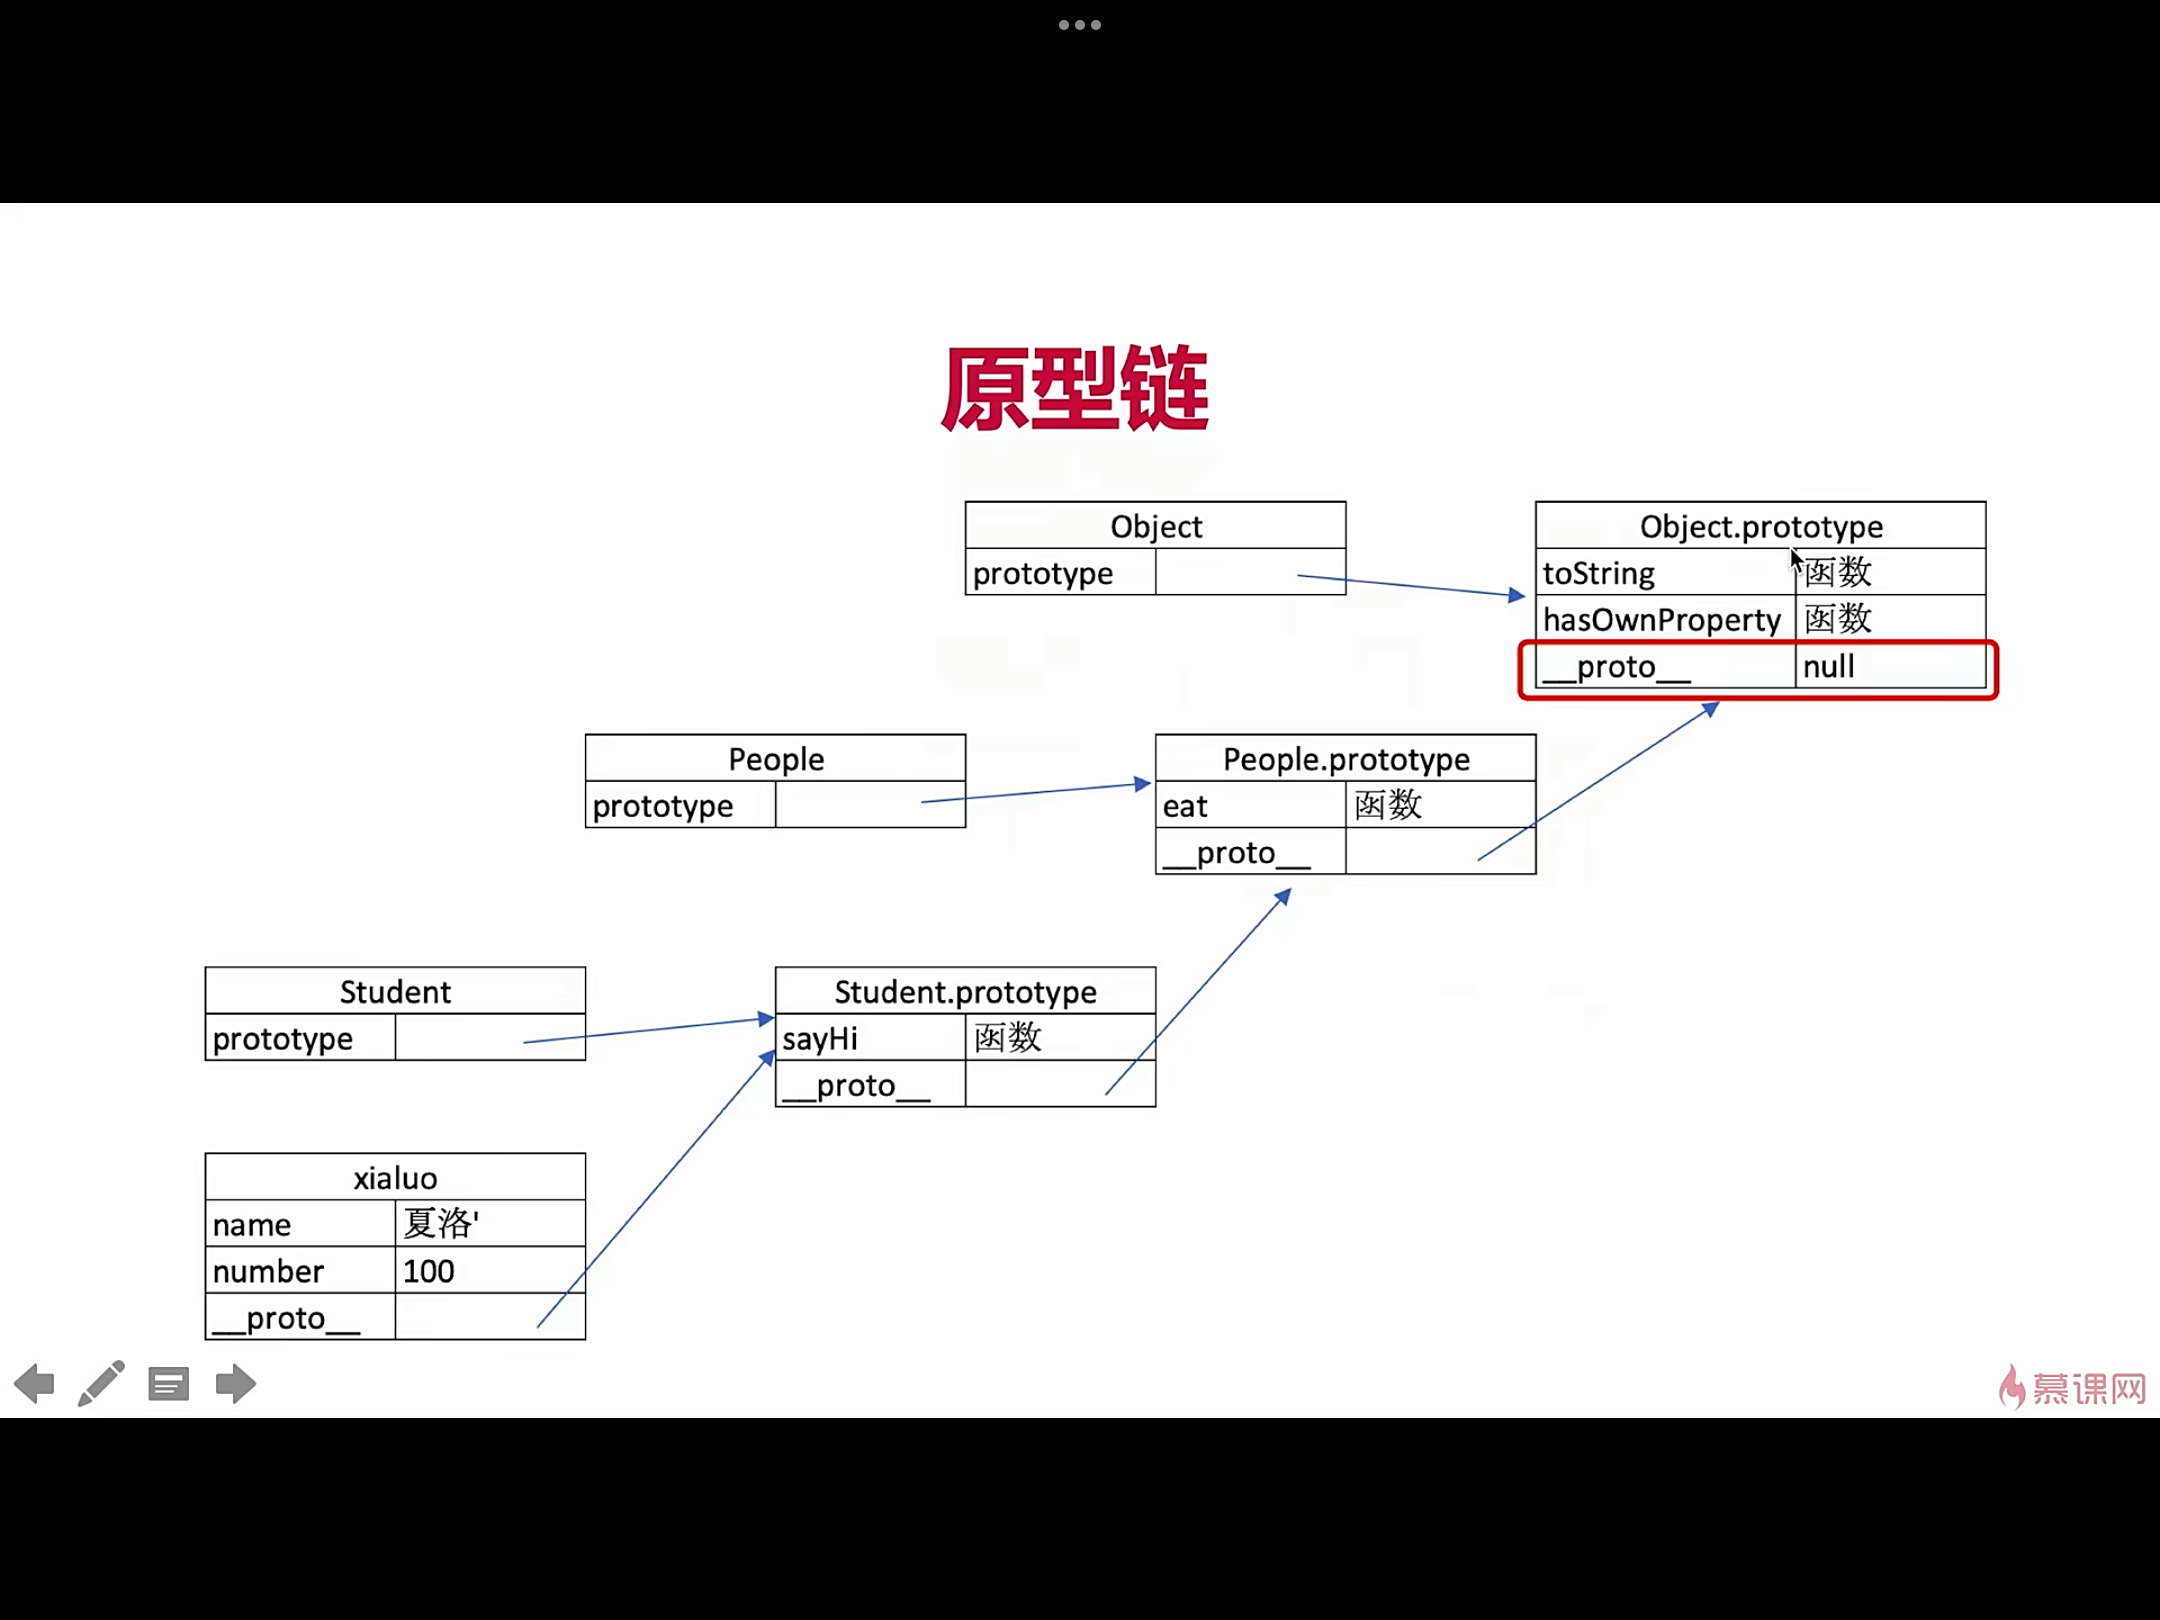 原型链
Object
prototype
Object.prototype
toString 函数
hasOwnProperty 函数
__proto__ null
People
prototype
People.prototype
eat 函数
__proto__
Student
prototype
Student.prototype
sayHi 函数
__proto__
xialuo
name 夏洛'
number 100
__proto__
慕课网